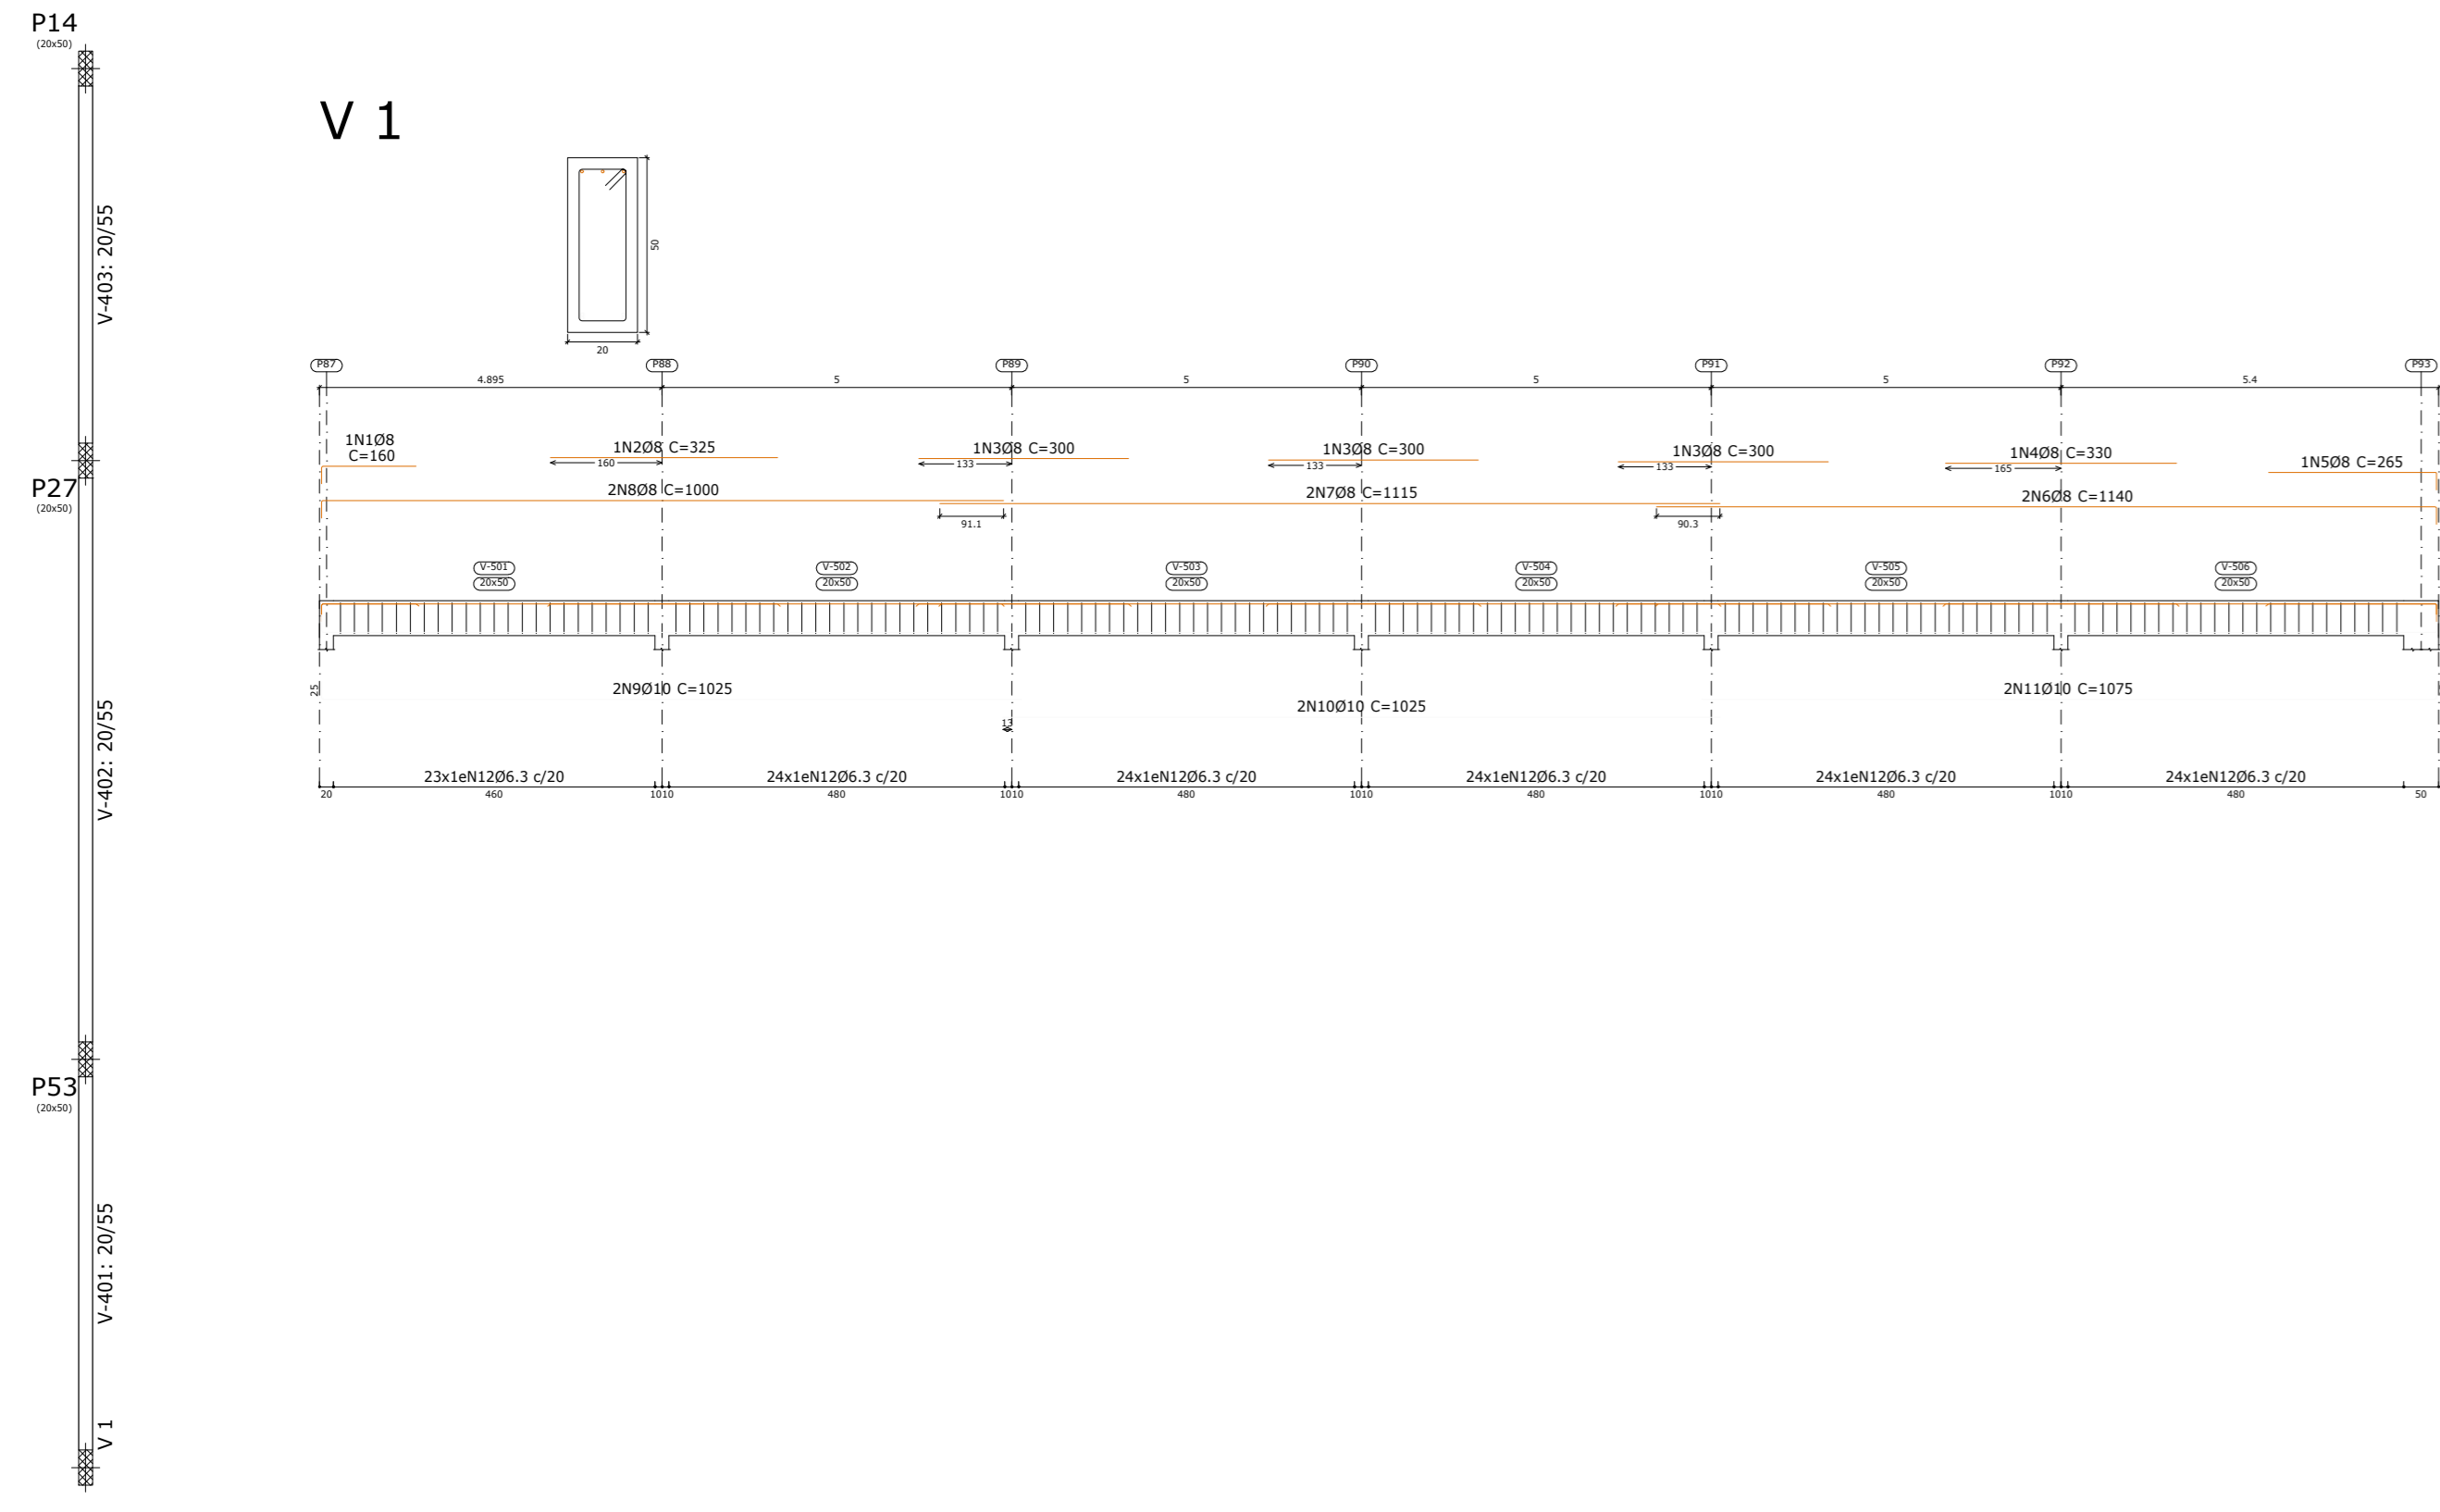 P14
(20x50)
V-403: 20/55
P27
(20x50)
V-402: 20/55
P53
(20x50)
V-401: 20/55
V 1
V 1
50
20
P87 P88 P89 P90 P91 P92 P93
4.895 5 5 5 5 5.4
1N1Ø8
C=160
1N2Ø8 C=325
160
1N3Ø8 C=300
133
1N3Ø8 C=300
133
1N3Ø8 C=300
133
1N4Ø8 C=330
165
1N5Ø8 C=265
2N8Ø8 C=1000
2N7Ø8 C=1115
2N6Ø8 C=1140
91.1
90.3
V-501 V-502 V-503 V-504 V-505 V-506
20x50 20x50 20x50 20x50 20x50 20x50
25
2N9Ø10 C=1025
2N11Ø10 C=1075
2N10Ø10 C=1025
13
23x1eN12Ø6.3 c/20 24x1eN12Ø6.3 c/20 24x1eN12Ø6.3 c/20 24x1eN12Ø6.3 c/20 24x1eN12Ø6.3 c/20 24x1eN12Ø6.3 c/20
20 460 1010 480 1010 480 1010 480 1010 480 1010 480 50